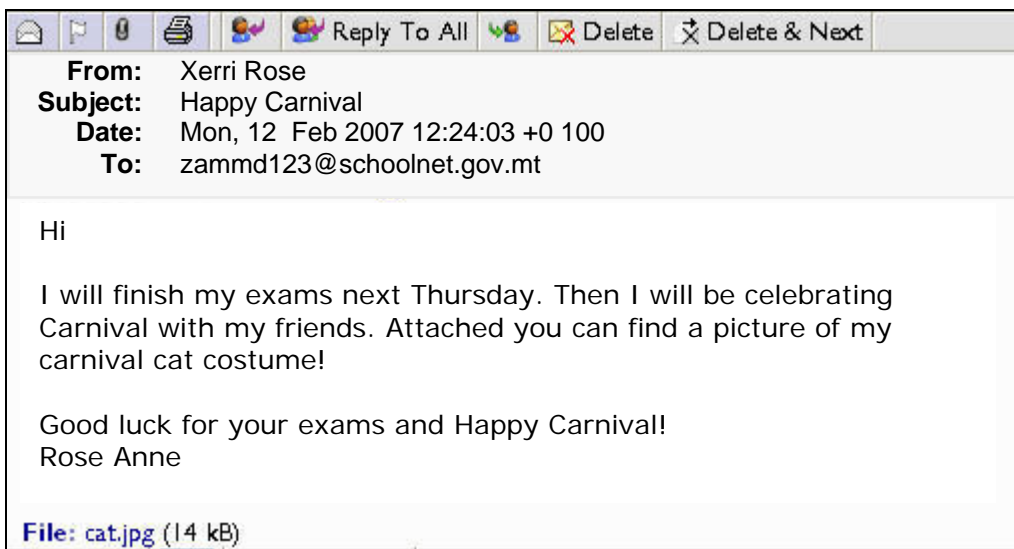 Reply To All Delete Delete & Next
From: Xerri Rose
Subject: Happy Carnival
Date: Mon, 12 Feb 2007 12:24:03 +0 100
To: zammd123@schoolnet.gov.mt
Hi
I will finish my exams next Thursday. Then I will be celebrating
Carnival with my friends. Attached you can find a picture of my
carnival cat costume!
Good luck for your exams and Happy Carnival!
Rose Anne
File: cat.jpg (14 kB)